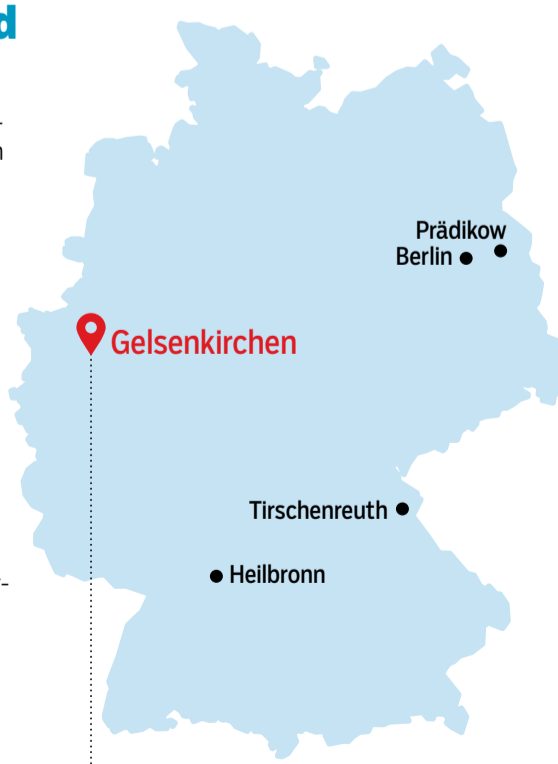 d
-
n
Prädikow
Berlin
Gelsenkirchen
Tirschenreuth
Heilbronn
-